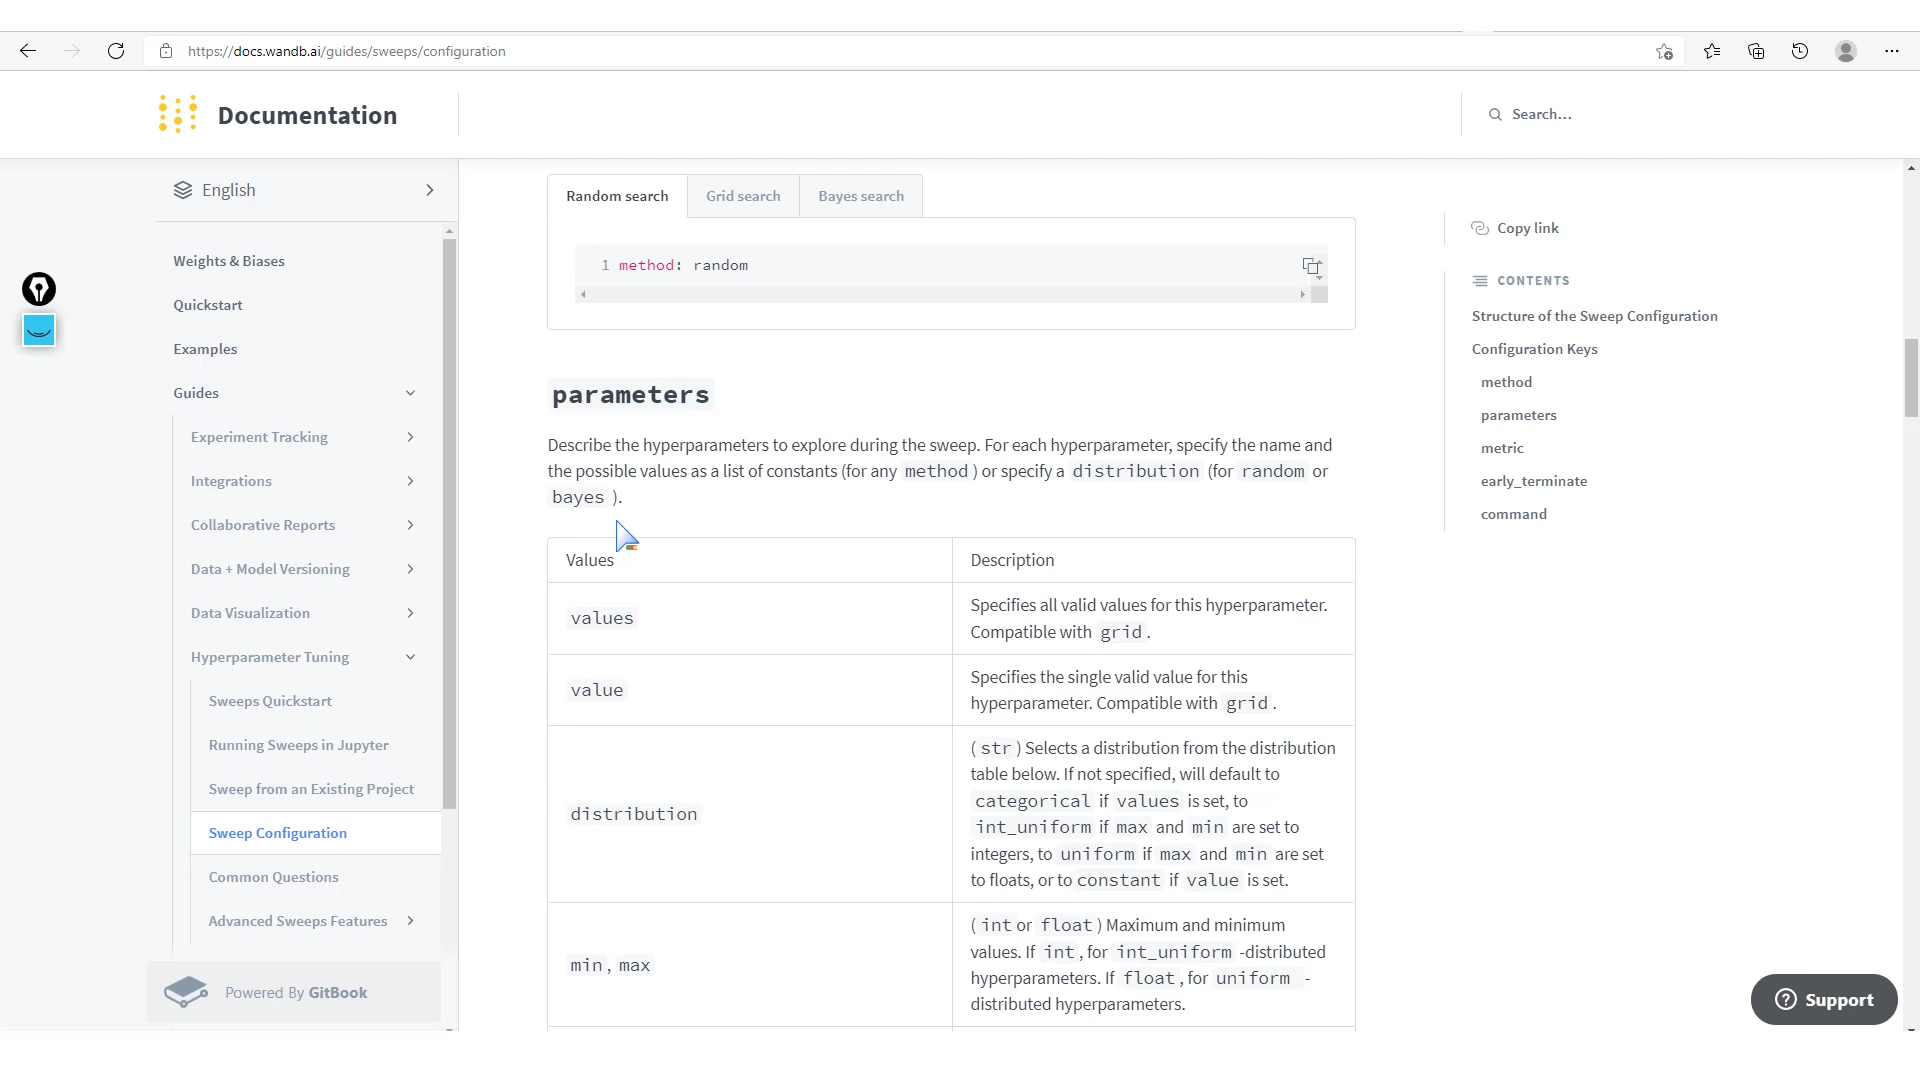 https://docs.wandb.ai/guides/sweeps/configuration
Documentation
Search...
English
Weights & Biases
Quickstart
Examples
Guides
Experiment Tracking
Integrations
Collaborative Reports
Data + Model Versioning
Data Visualization
Hyperparameter Tuning
Sweeps Quickstart
Running Sweeps in Jupyter
Sweep from an Existing Project
Sweep Configuration
Common Questions
Advanced Sweeps Features
Powered By GitBook
Random search Grid search Bayes search
1 method: random
parameters
Describe the hyperparameters to explore during the sweep. For each hyperparameter, specify the name and
the possible values as a list of constants (for any method) or specify a distribution (for random or
bayes ).
Values Description
values
Specifies all valid values for this hyperparameter.
Compatible with grid.
value
Specifies the single valid value for this
hyperparameter. Compatible with grid.
distribution
(str) Selects a distribution from the distribution
table below. If not specified, will default to
categorical if values is set, to
int_uniform if max and min are set to
integers, to uniform if max and min are set
to floats, or to constant if value is set.
min, max
(int or float) Maximum and minimum
values. If int, for int_uniform -distributed
hyperparameters. If float, for uniform -
distributed hyperparameters.
Copy link
CONTENTS
Structure of the Sweep Configuration
Configuration Keys
method
parameters
metric
early_terminate
command
Support